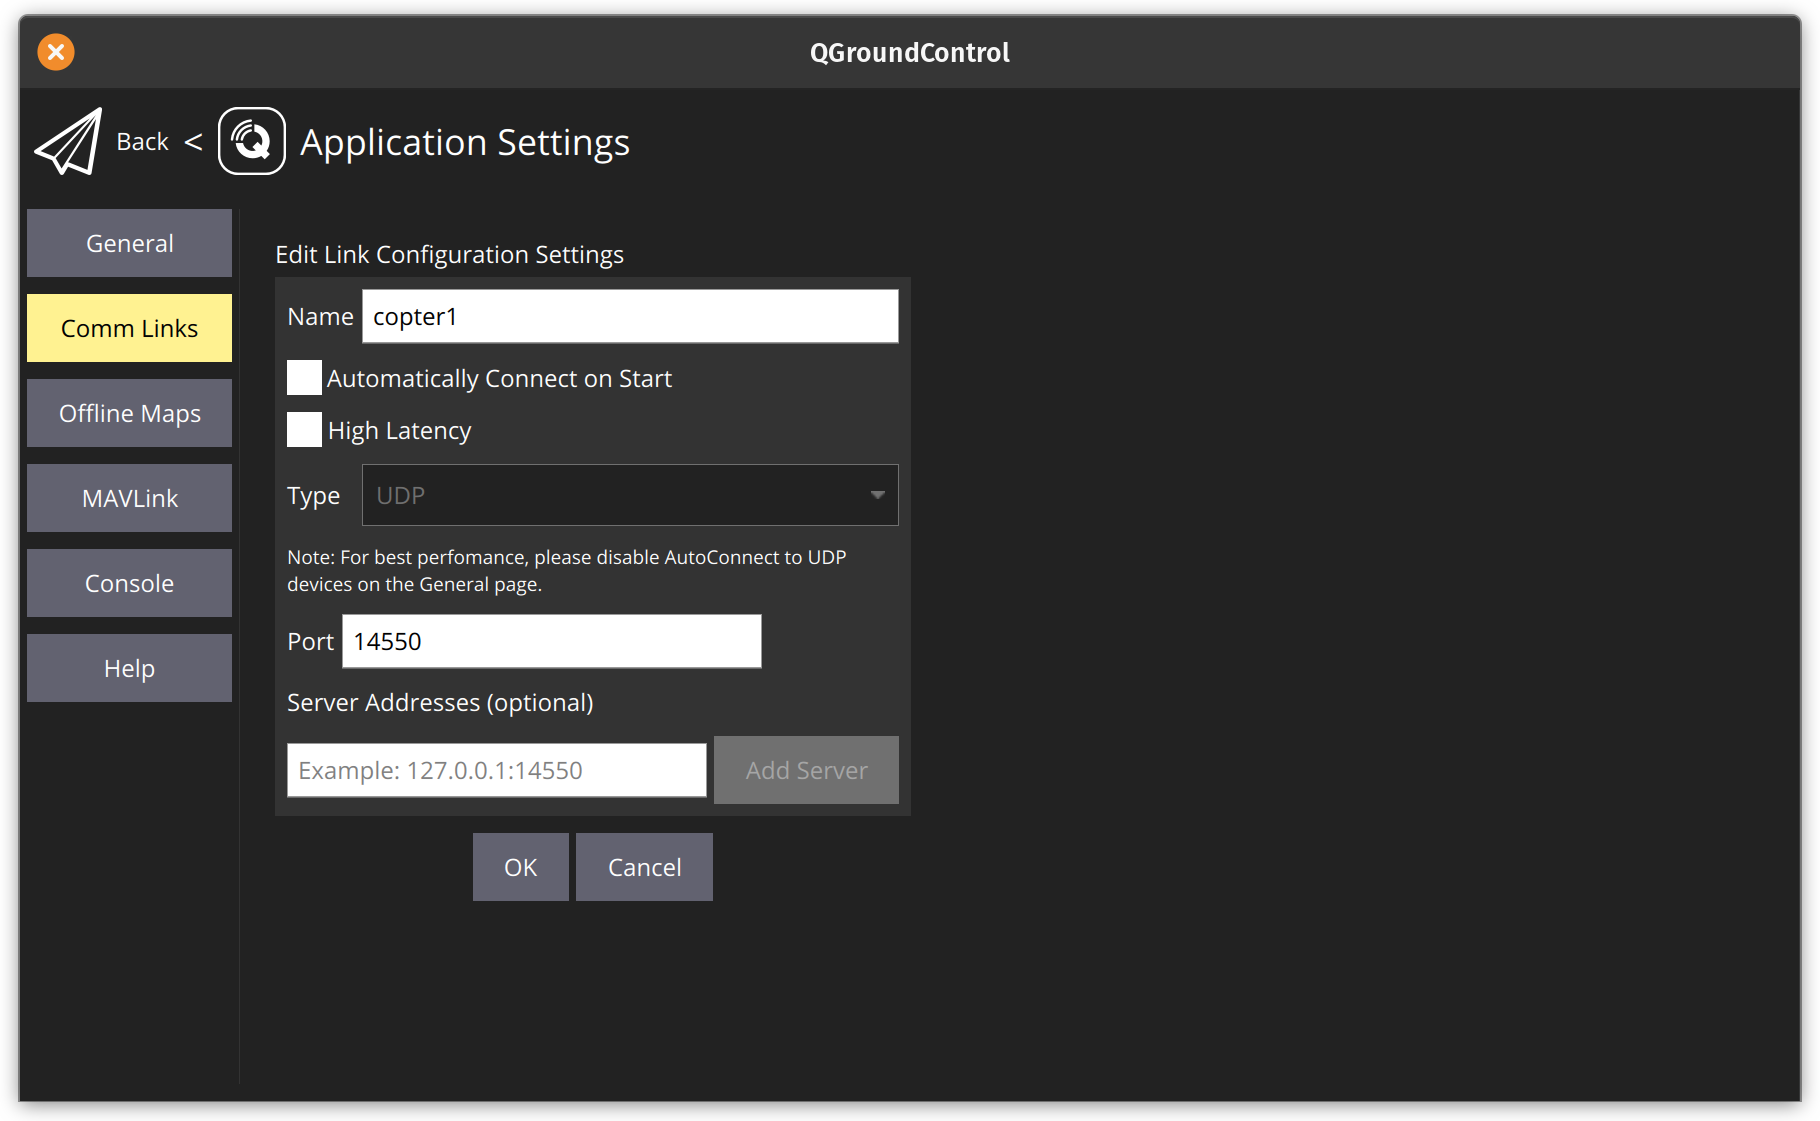 QGroundControl
Back < Application Settings
General
Comm Links
Offline Maps
MAVLink
Console
Help
Edit Link Configuration Settings
Name copter1
Automatically Connect on Start
High Latency
Type UDP
Note: For best perfomance, please disable AutoConnect to UDP
devices on the General page.
Port 14550
Server Addresses (optional)
Example: 127.0.0.1:14550 Add Server
OK Cancel